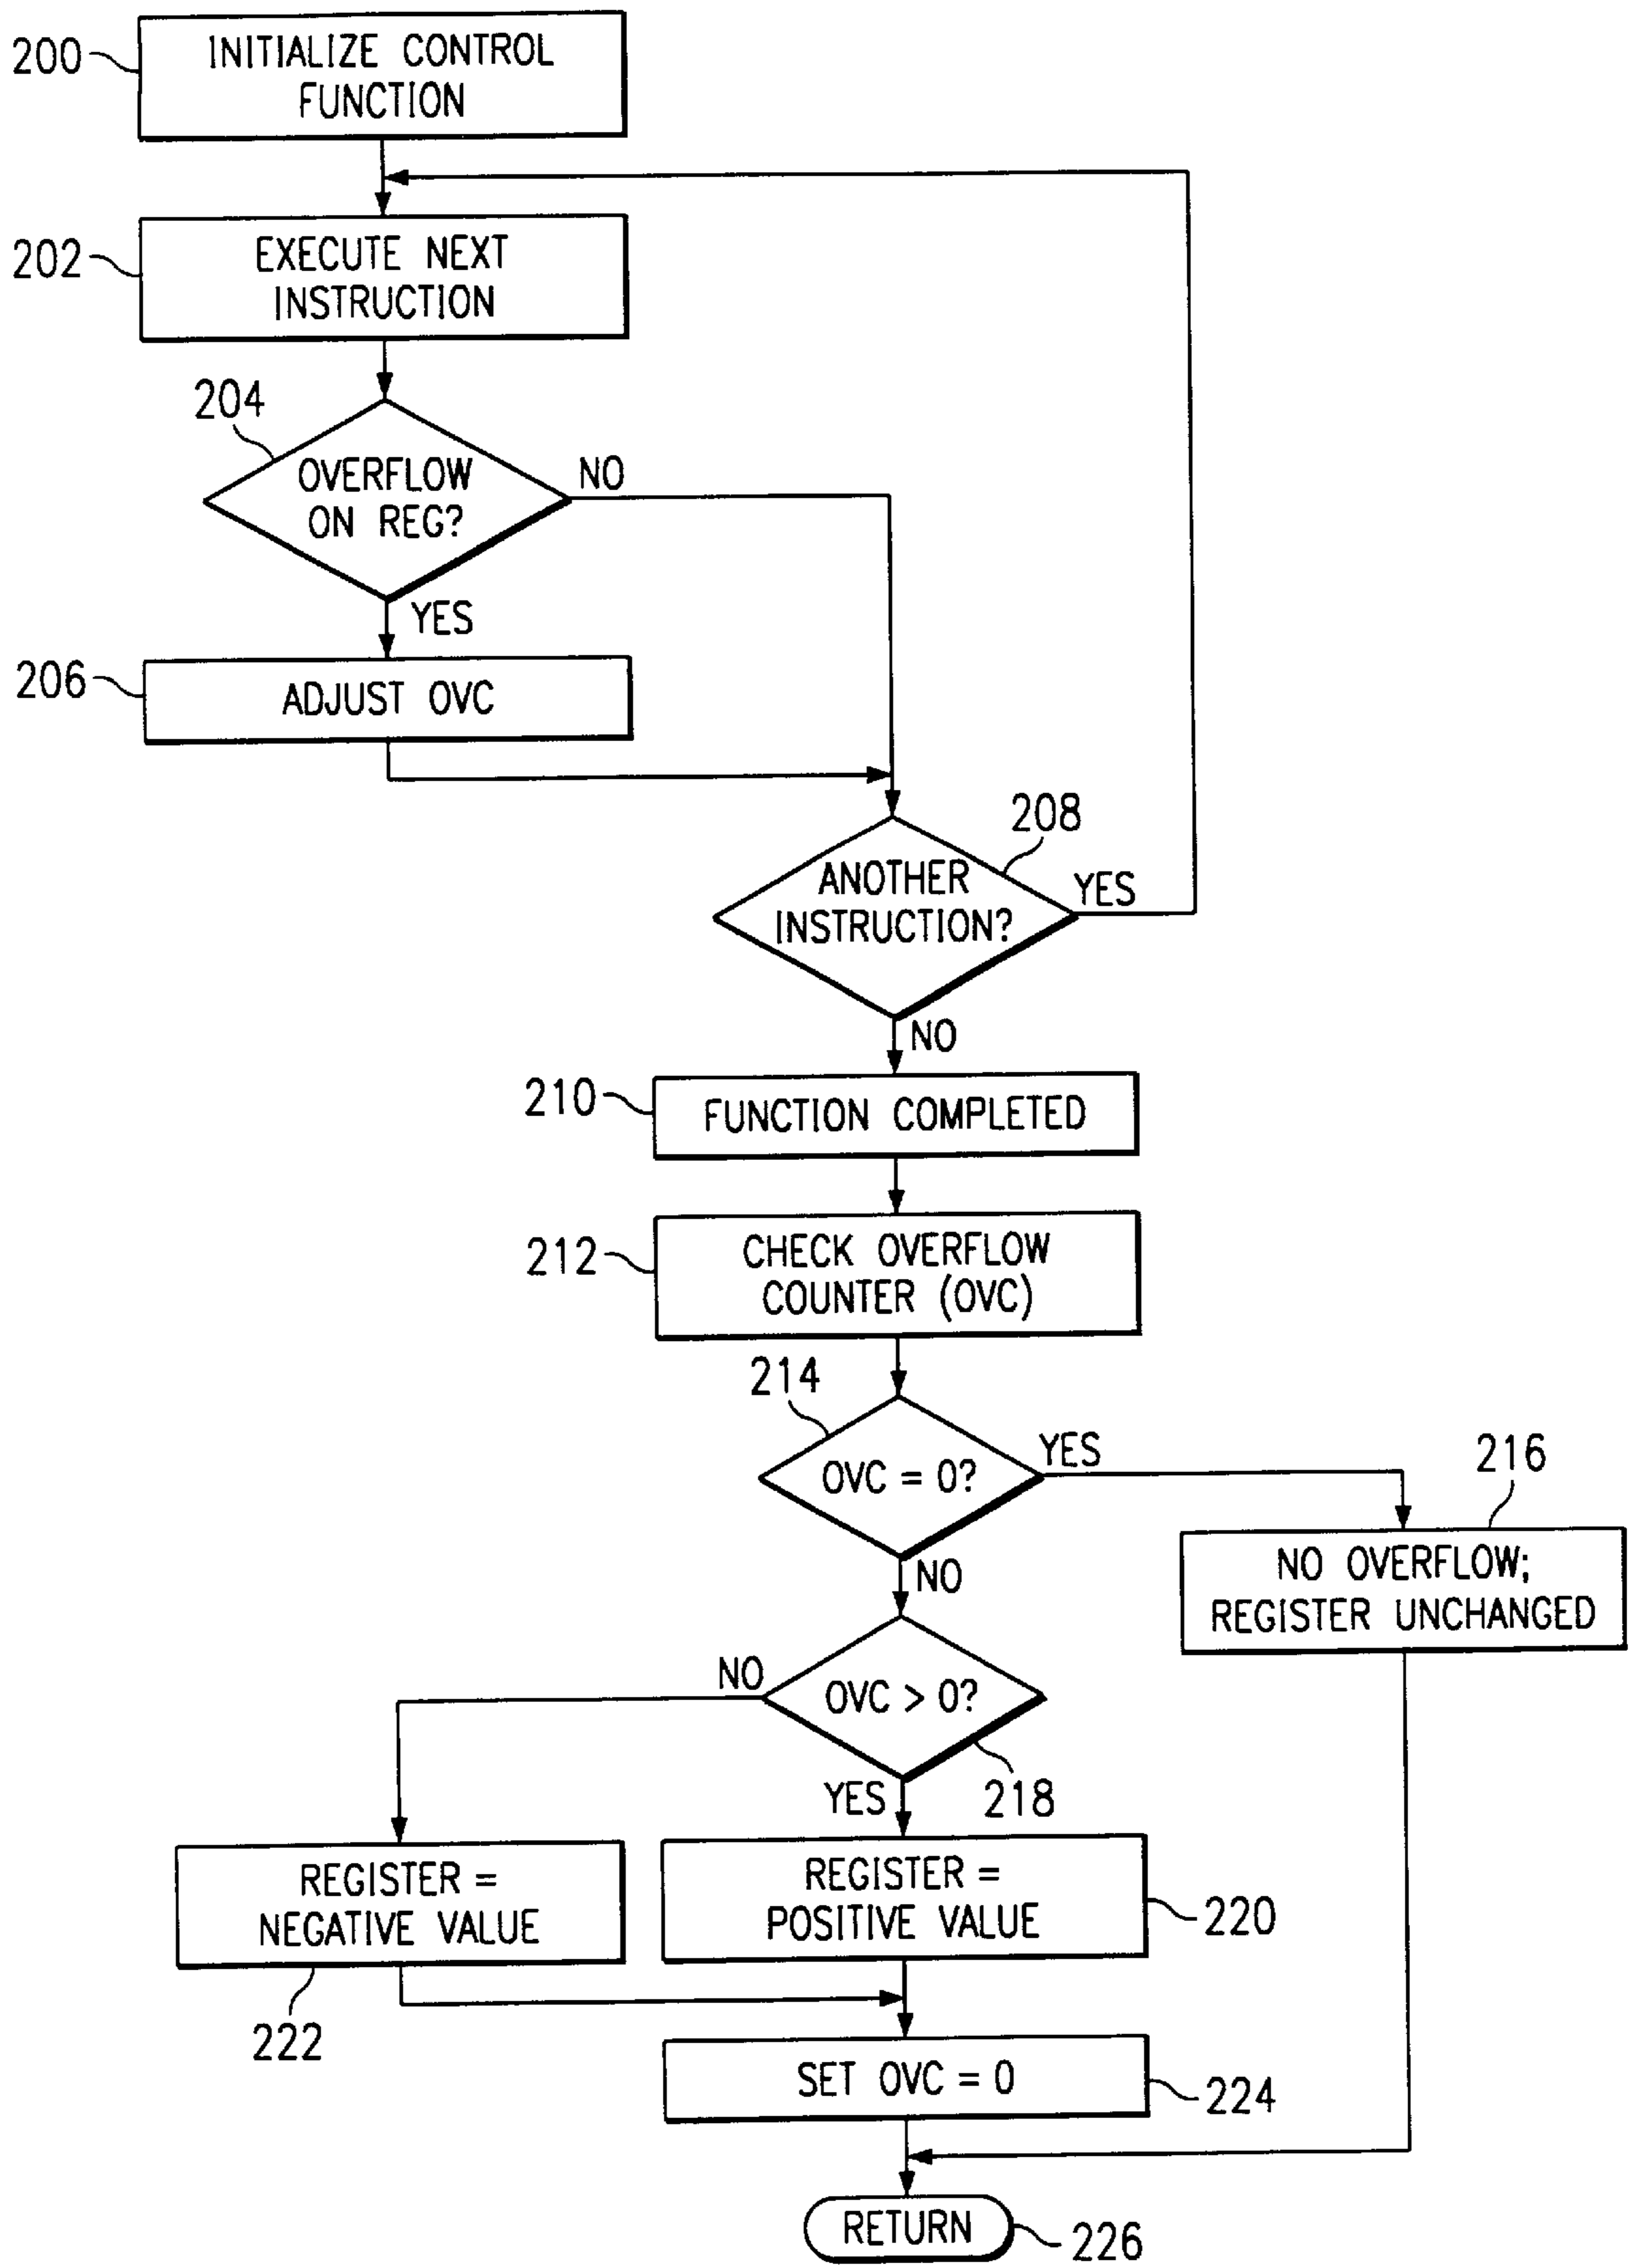 200
INITIALIZE CONTROL
FUNCTION
202
EXECUTE NEXT
INSTRUCTION
204
OVERFLOW
ON REG?
NO
YES
206
ADJUST OVC
208
ANOTHER
INSTRUCTION?
YES
NO
210
FUNCTION COMPLETED
212
CHECK OVERFLOW
COUNTER (OVC)
214
OVC = 0?
YES
216
NO OVERFLOW;
REGISTER UNCHANGED
NO
OVC > 0?
NO
218
YES
REGISTER =
NEGATIVE VALUE
222
REGISTER =
POSITIVE VALUE
220
SET OVC = 0
224
RETURN
226